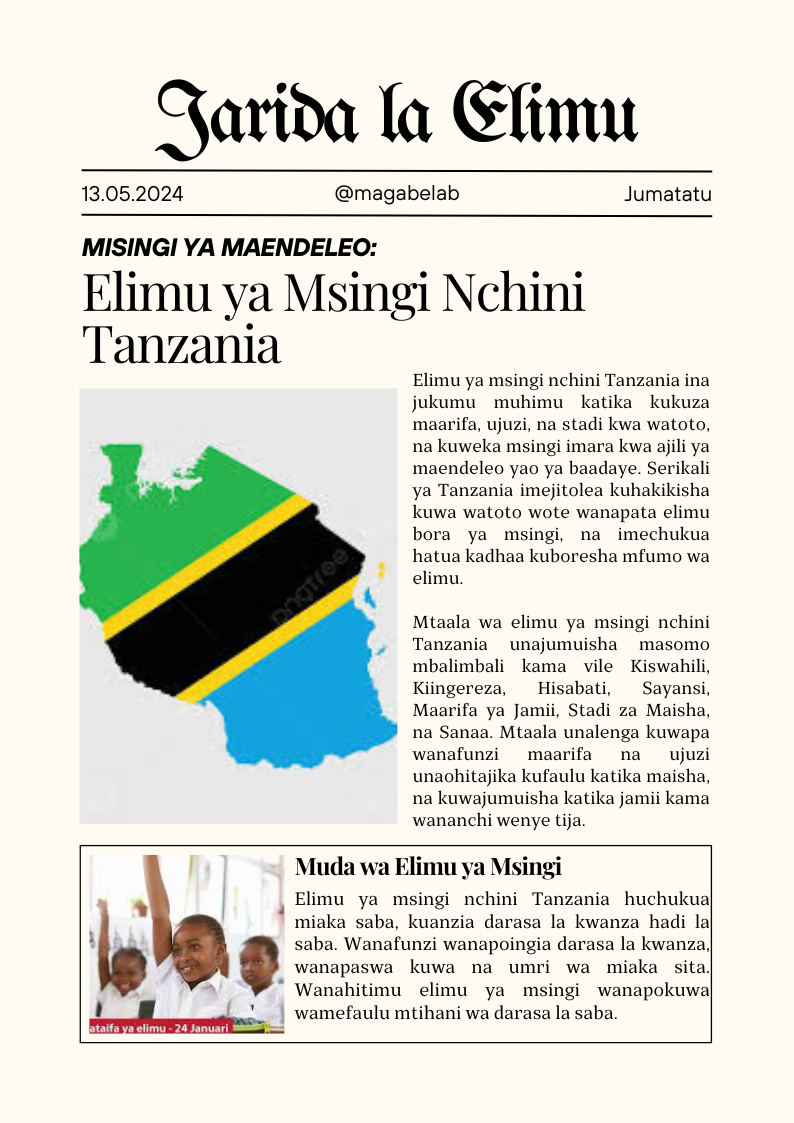 Jarida la Elimu
13.05.2024 @magabelab Jumatatu
MISINGI YA MAENDELEO:
Elimu ya Msingi Nchini
Tanzania
Elimu ya msingi nchini Tanzania ina
jukumu muhimu katika kukuza
maarifa, ujuzi, na stadi kwa watoto,
na kuweka msingi imara kwa ajili ya
maendeleo yao ya baadaye. Serikali
ya Tanzania imejitolea kuhakikisha
kuwa watoto wote wanapata elimu
bora ya msingi, na imechukua
hatua kadhaa kuboresha mfumo wa
elimu.
Mtaala wa elimu ya msingi nchini
Tanzania unajumuisha masomo
mbalimbali kama vile Kiswahili,
Kiingereza, Hisabati, Sayansi,
Maarifa ya Jamii, Stadi za Maisha,
na Sanaa. Mtaala unalenga kuwapa
wanafunzi maarifa na ujuzi
unaohitajika kufaulu katika maisha,
na kuwajumuisha katika jamii kama
wananchi wenye tija.
pngtree
Muda wa Elimu ya Msingi
Elimu ya msingi nchini Tanzania huchukua
miaka saba, kuanzia darasa la kwanza hadi la
saba. Wanafunzi wanapoingia darasa la kwanza,
wanapaswa kuwa na umri wa miaka sita.
Wanahitimu elimu ya msingi wanapokuwa
wamefaulu mtihani wa darasa la saba.
ataifa ya elimu - 24 Januari